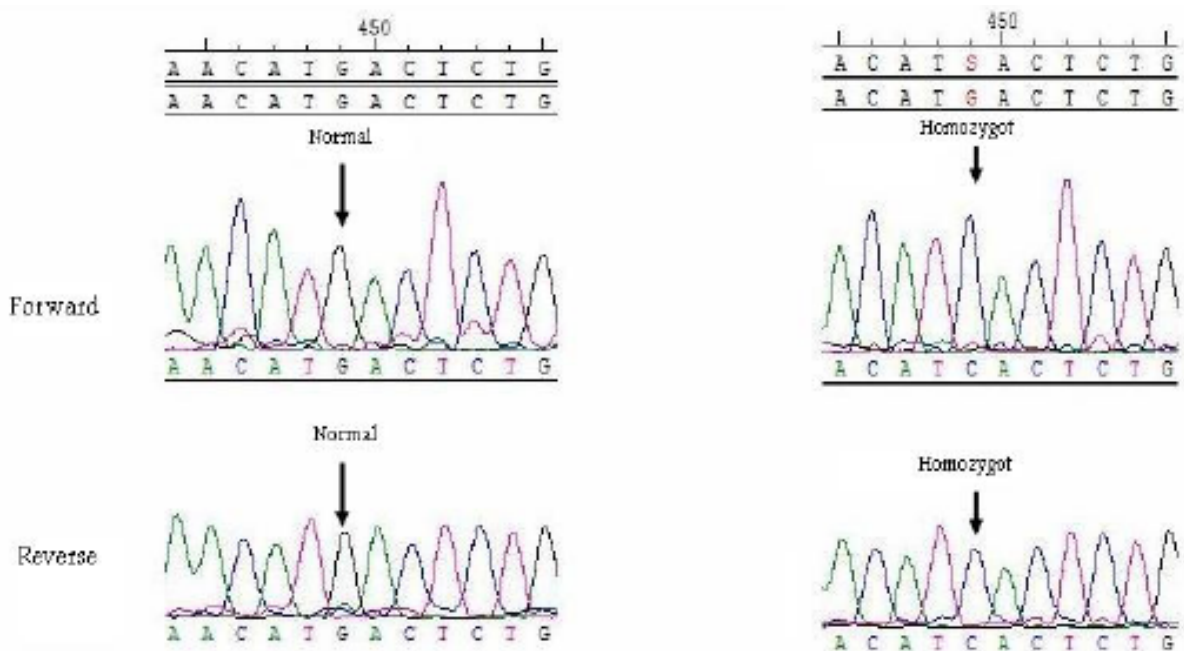 450
A A C A T G A C T C T G
A A C A T G A C T C T G
Normal
Forward
A A C A T G A C T C T G
Normal
Reverse
A A C A T G A C T C T G
450
A C A T S A C T C T G
A C A T G A C T C T G
Homozygot
A C A T C A C T C T G
Homozygot
A C A T C A C T C T G